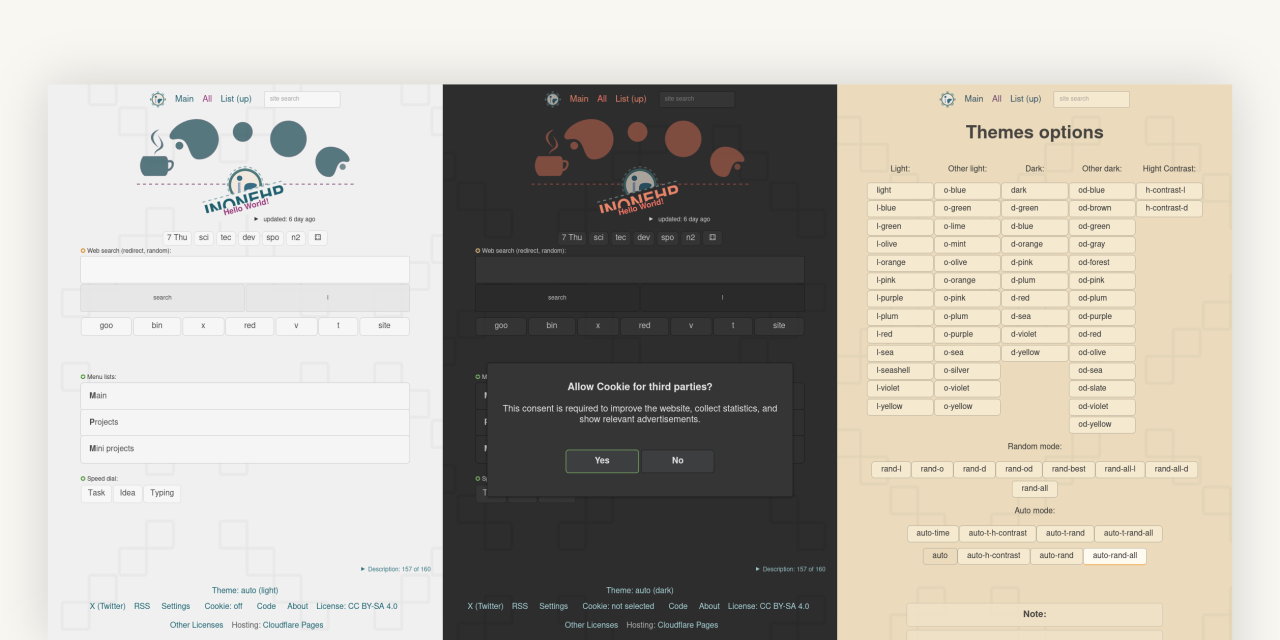 Main All List (up) site search
INONEHP
Hello World!
► updated: 6 day ago
7 Thu sci tec dev spo n2
Web search (redirect, random):
search l
goo bin x red v t site
Menu lists:
Main
Projects
Mini projects
Speed dial:
Task Idea Typing
► Description: 157 of 160
Theme: auto (light)
X (Twitter) RSS Settings Cookie: off Code About License: CC BY-SA 4.0
Other Licenses Hosting: Cloudflare Pages
Main All List (up) site search
INONEHP
Hello World!
► updated: 6 day ago
7 Thu sci tec dev spo n2
Web search (redirect, random):
search l
goo bin x red v t site
Allow Cookie for third parties?
This consent is required to improve the website, collect statistics, and
show relevant advertisements.
Yes No
► Description: 157 of 160
Theme: auto (dark)
X (Twitter) RSS Settings Cookie: not selected Code About License: CC BY-SA 4.0
Other Licenses Hosting: Cloudflare Pages
Main All List (up) site search
Themes options
Light: Other light: Dark: Other dark: Hight Contrast:
light o-blue dark od-blue h-contrast-l
l-blue o-green d-green od-brown h-contrast-d
l-green o-lime d-blue od-green
l-olive o-mint d-orange od-gray
l-orange o-olive d-pink od-forest
l-pink o-orange d-plum od-pink
l-purple o-pink d-red od-plum
l-plum o-plum d-sea od-purple
l-red o-purple d-violet od-red
l-sea o-sea d-yellow od-olive
l-seashell o-silver od-sea
l-violet o-violet od-slate
l-yellow o-yellow od-violet
od-yellow
Random mode:
rand-l rand-o rand-d rand-od rand-best rand-all-l rand-all-d
rand-all
Auto mode:
auto-time auto-t-h-contrast auto-t-rand auto-t-rand-all
auto auto-h-contrast auto-rand auto-rand-all
Note: